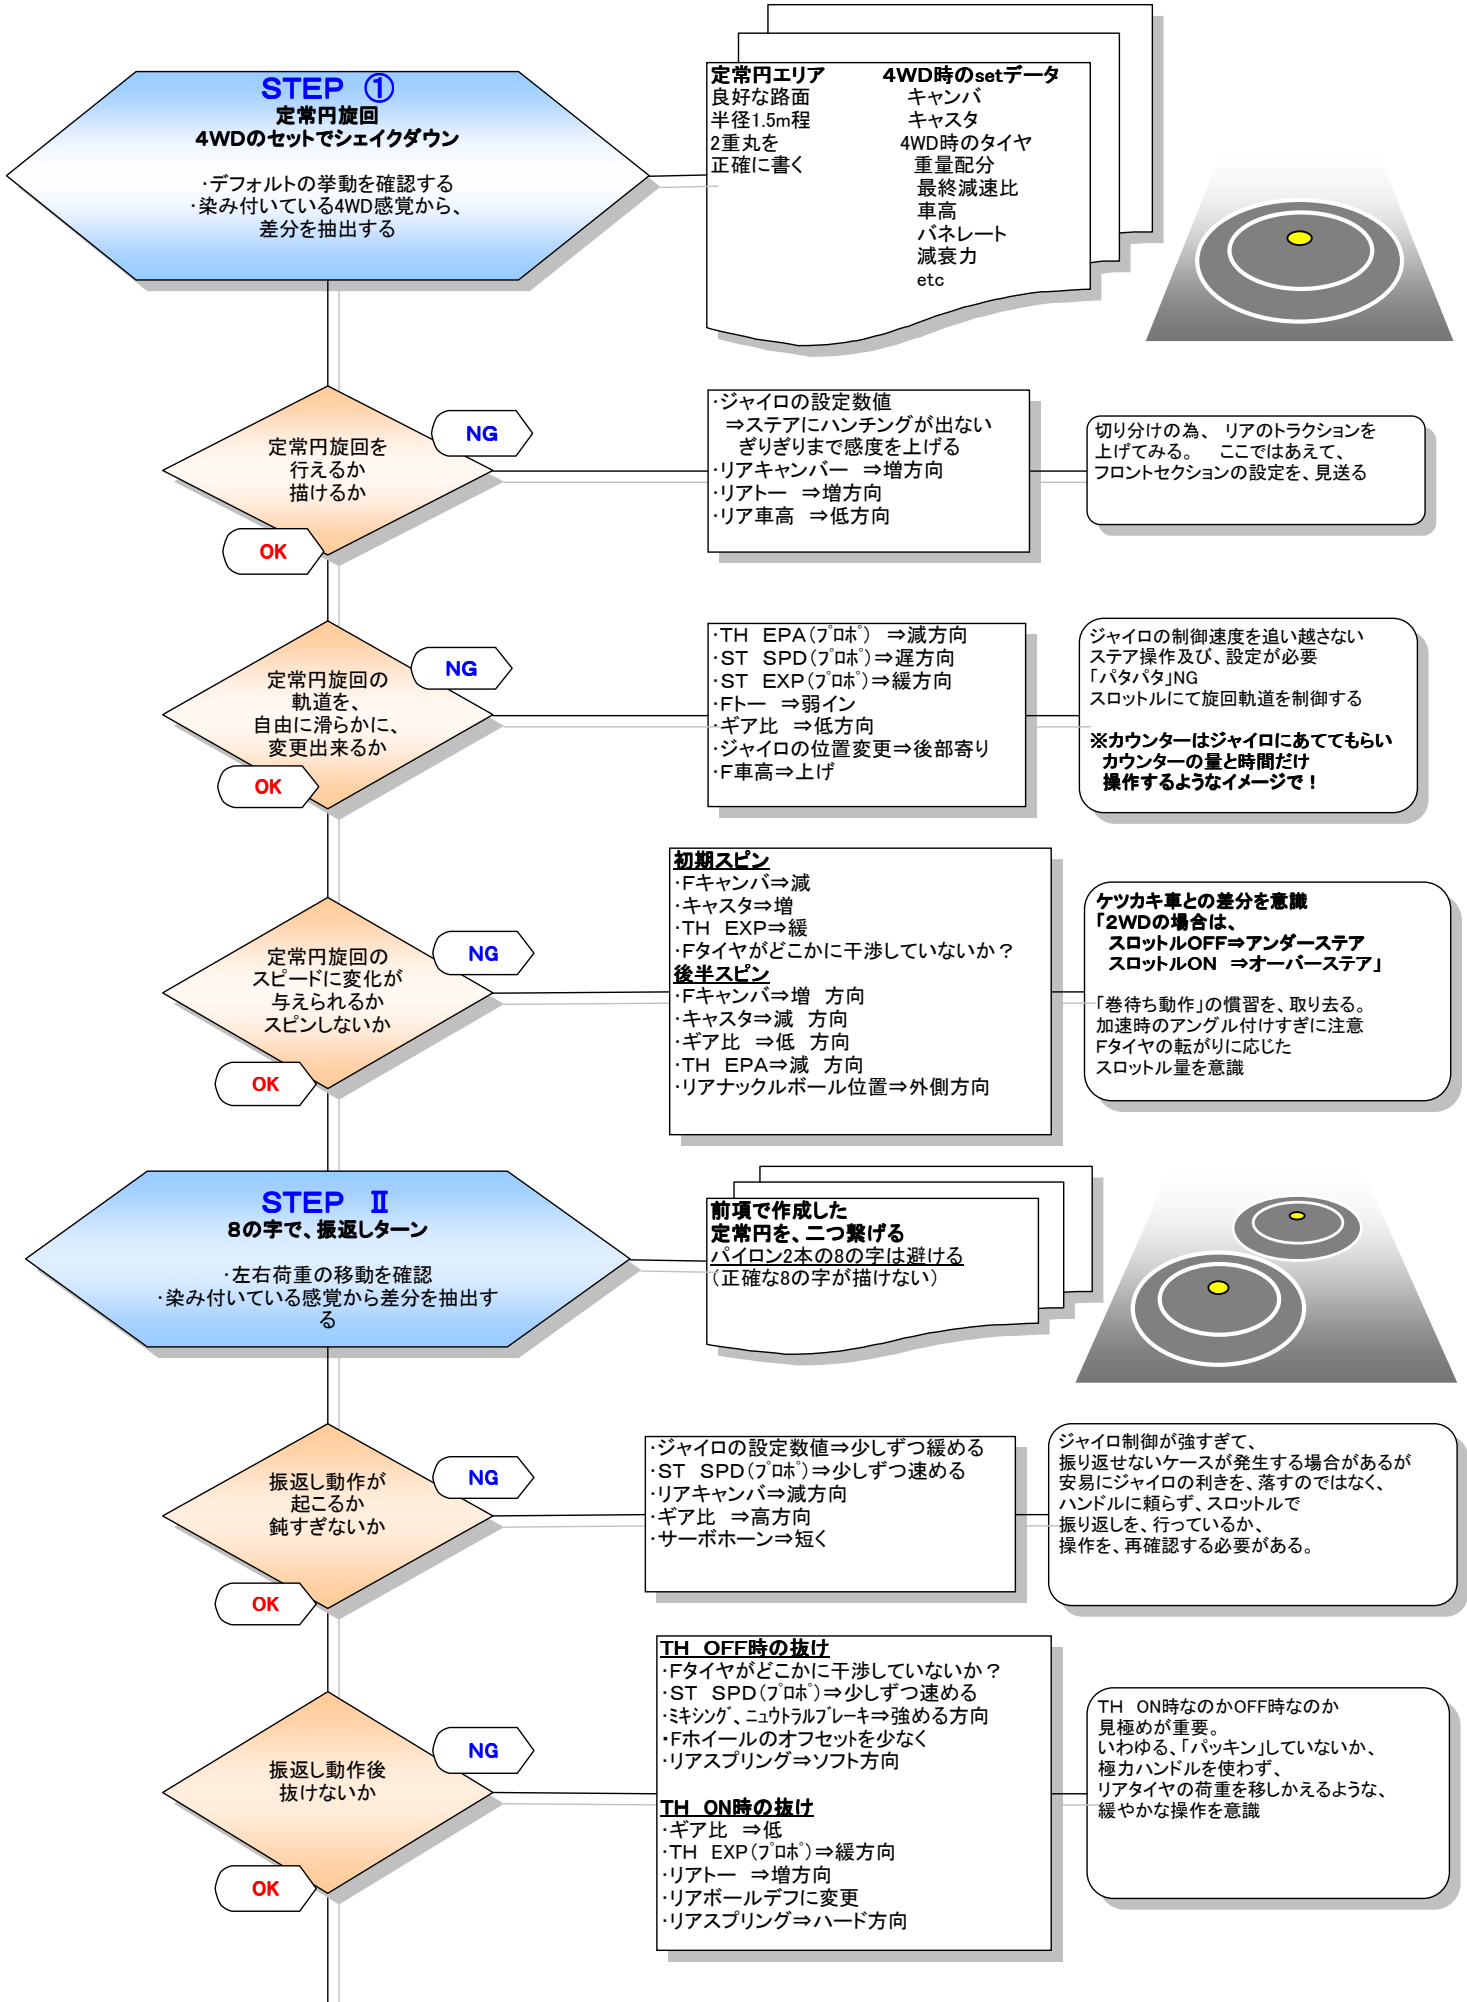 STEP ①
定常円旋回
4WDのセットでシェイクダウン
・デフォルトの挙動を確認する
・染み付いている4WD感覚から、
差分を抽出する
定常円エリア
良好な路面
半径1.5m程
2重丸を
正確に書く
4WD時のsetデータ
キャンバ
キャスタ
4WD時のタイヤ
重量配分
最終減速比
車高
バネレート
減衰力
etc
定常円旋回を
行えるか
描けるか
NG
OK
・ジャイロの設定数値
⇒ステアにハンチングが出ない
ぎりぎりまで感度を上げる
・リアキャンバー ⇒増方向
・リアトー ⇒増方向
・リア車高 ⇒低方向
切り分けの為、 リアのトラクションを
上げてみる。 ここではあえて、
フロントセクションの設定を、見送る
定常円旋回の
軌道を、
自由に滑らかに、
変更出来るか
NG
OK
・TH EPA(ﾌﾟﾛﾎﾟ) ⇒減方向
・ST SPD(ﾌﾟﾛﾎﾟ)⇒遅方向
・ST EXP(ﾌﾟﾛﾎﾟ)⇒緩方向
・Fトー ⇒弱イン
・ギア比 ⇒低方向
・ジャイロの位置変更⇒後部寄り
・F車高⇒上げ
ジャイロの制御速度を追い越さない
ステア操作及び、設定が必要
「パタパタ」NG
スロットルにて旋回軌道を制御する
※カウンターはジャイロにあててもらい
カウンターの量と時間だけ
操作するようなイメージで！
定常円旋回の
スピードに変化が
与えられるか
スピンしないか
NG
OK
初期スピン
・Fキャンバ⇒減
・キャスタ⇒増
・TH EXP⇒緩
・Fタイヤがどこかに干渉していないか？
後半スピン
・Fキャンバ⇒増 方向
・キャスタ⇒減 方向
・ギア比 ⇒低 方向
・TH EPA⇒減 方向
・リアナックルボール位置⇒外側方向
ケツカキ車との差分を意識
「2WDの場合は、
スロットルOFF⇒アンダーステア
スロットルON ⇒オーバーステア」
「巻待ち動作」の慣習を、取り去る。
加速時のアングル付けすぎに注意
Fタイヤの転がりに応じた
スロットル量を意識
STEP Ⅱ
8の字で、振返しターン
・左右荷重の移動を確認
・染み付いている感覚から差分を抽出す
る
前項で作成した
定常円を、二つ繋げる
パイロン2本の8の字は避ける
（正確な8の字が描けない）
振返し動作が
起こるか
鈍すぎないか
NG
OK
・ジャイロの設定数値⇒少しずつ緩める
・ST SPD(ﾌﾟﾛﾎﾟ)⇒少しずつ速める
・リアキャンバ⇒減方向
・ギア比 ⇒高方向
・サーボホーン⇒短く
ジャイロ制御が強すぎて、
振り返せないケースが発生する場合があるが
安易にジャイロの利きを、落すのではなく、
ハンドルに頼らず、スロットルで
振り返しを、行っているか、
操作を、再確認する必要がある。
振返し動作後
抜けないか
NG
OK
TH OFF時の抜け
・Fタイヤがどこかに干渉していないか？
・ST SPD(ﾌﾟﾛﾎﾟ)⇒少しずつ速める
・ﾐｷｼﾝｸﾞ、ﾆｭｳﾄﾗﾙﾌﾞﾚｰｷ⇒強める方向
・Fホイールのオフセットを少なく
・リアスプリング⇒ソフト方向
TH ON時の抜け
・ギア比 ⇒低
・TH EXP(ﾌﾟﾛﾎﾟ)⇒緩方向
・リアトー ⇒増方向
・リアボールデフに変更
・リアスプリング⇒ハード方向
TH ON時なのかOFF時なのか
見極めが重要。
いわゆる、「パッキン」していないか、
極力ハンドルを使わず、
リアタイヤの荷重を移しかえるような、
緩やかな操作を意識